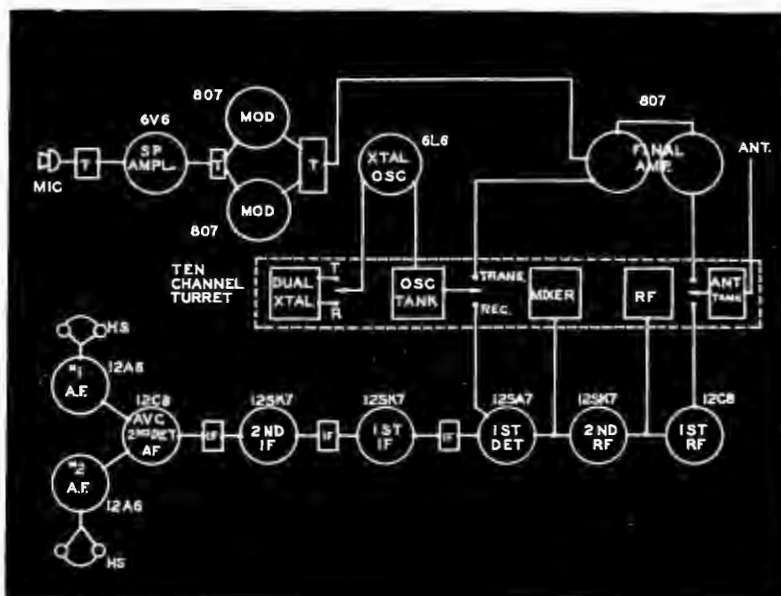 807
6V6
MOD
SP
AMPL.
T
T
T
MIC
MOD
807
XTAL
OSC
6L6
807
FINAL
AMP.
ANT.
TEN
CHANNEL
TURRET
DUAL
XTAL
T
R
OSC
TANK
TRANS.
REC.
MIXER
RF
ANT
TANK
HS
12A6
#1
A.F.
12C8
AVC
2ND DET
AF
IF
12SK7
2ND
IF
IF
12SK7
1ST
IF
IF
12SA7
1ST
DET
12SK7
2ND
RF
12C8
1ST
RF
#2
A.F.
12A6
HS